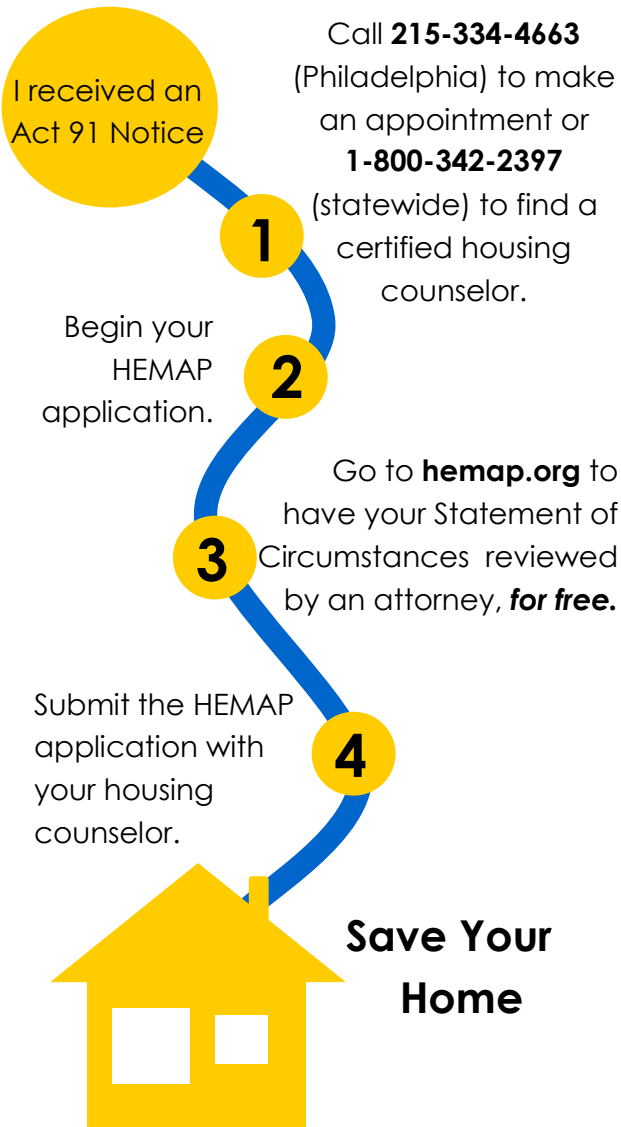 I received an
Act 91 Notice
Call 215-334-4663
(Philadelphia) to make
an appointment or
1-800-342-2397
(statewide) to find a
certified housing
counselor.
1
Begin your
HEMAP
application.
2
Go to hemap.org to
have your Statement of
Circumstances reviewed
by an attorney, for free.
3
Submit the HEMAP
application with
your housing
counselor.
4
Save Your
Home